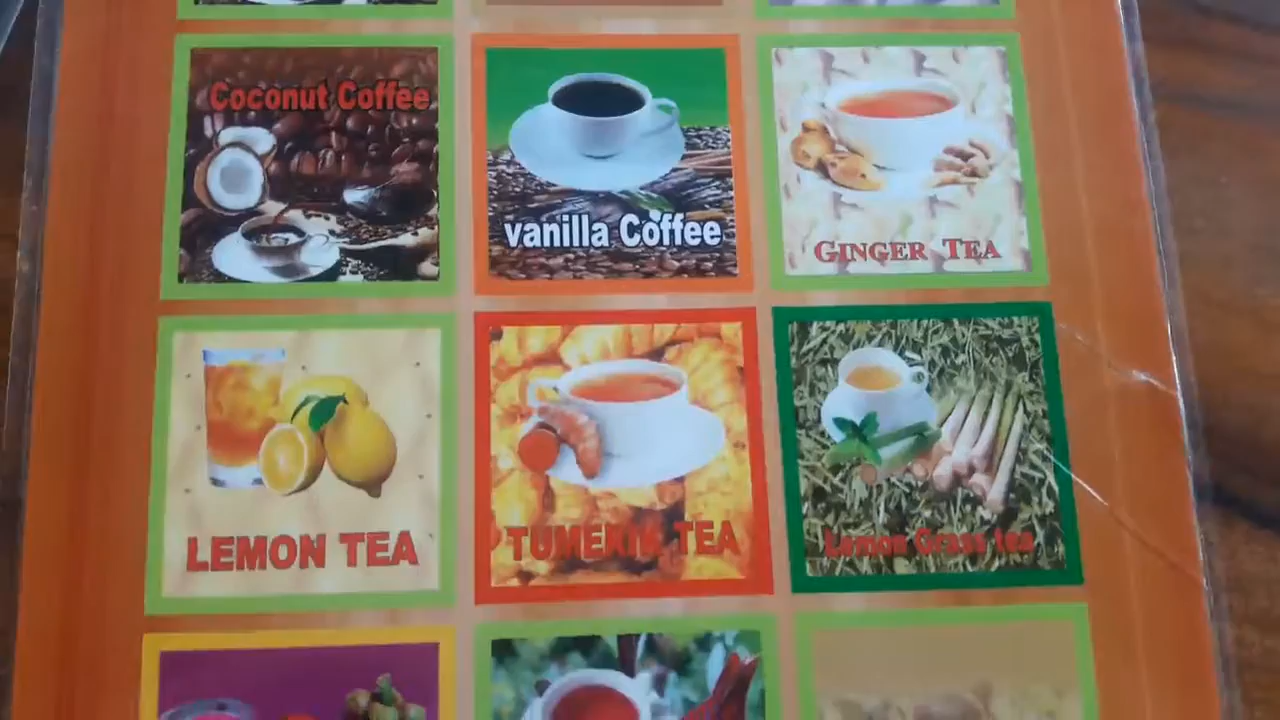 Coconut Coffee
vanilla Coffee
GINGER TEA
LEMON TEA
TUMERIK TEA
Lemon Grass tea